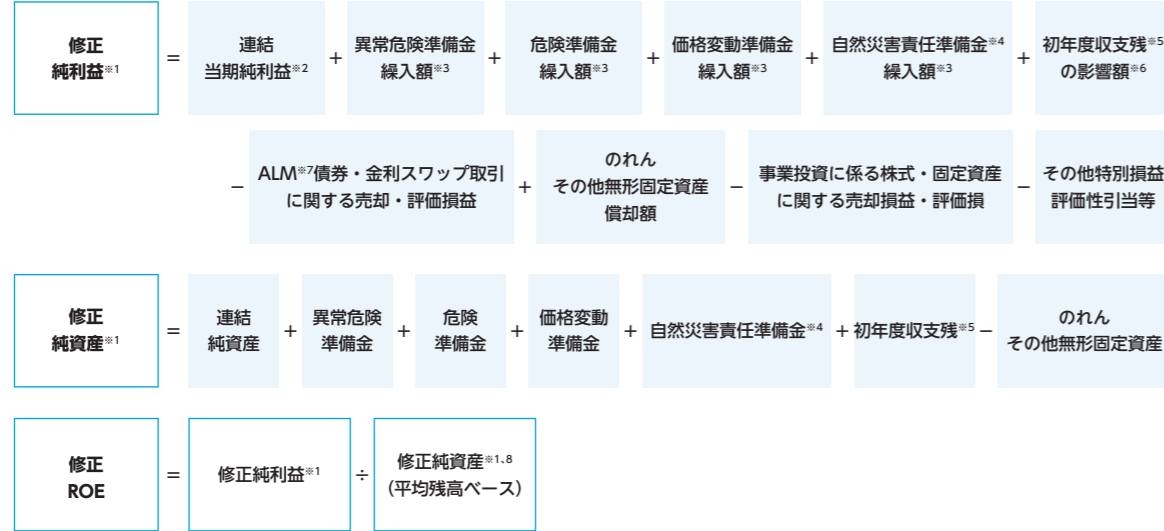 修正
純利益※1
=
連結
当期純利益※2
+
異常危険準備金
繰入額※3
+
危険準備金
繰入額※3
+
価格変動準備金
繰入額※3
+
自然災害責任準備金※4
繰入額※3
+
初年度収支残※5
の影響額※6
−
ALM※7債券・金利スワップ取引
に関する売却・評価損益
+
のれん
その他無形固定資産
償却額
−
事業投資に係る株式・固定資産
に関する売却損益・評価損
−
その他特別損益
評価性引当等
修正
純資産※1
=
連結
純資産
+
異常危険
準備金
+
危険
準備金
+
価格変動
準備金
+
自然災害責任準備金※4
+
初年度収支残※5
−
のれん
その他無形固定資産
修正
ROE
=
修正純利益※1
÷
修正純資産※1、8
(平均残高ベース)